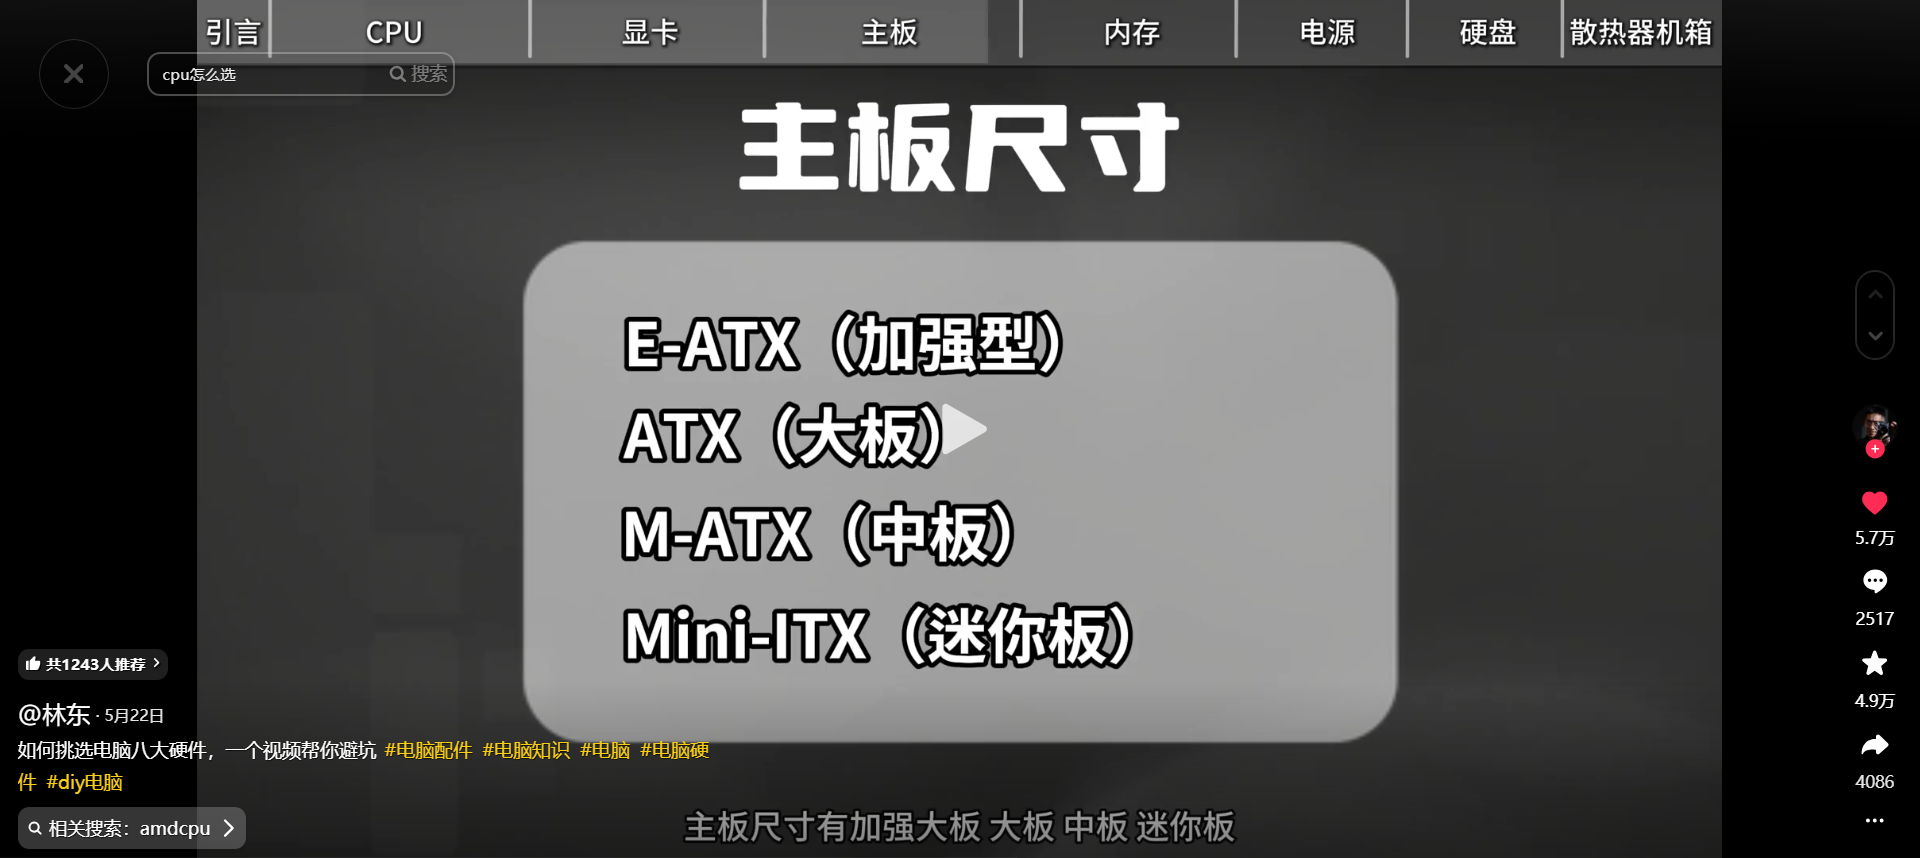 引言 CPU 显卡 主板 内存 电源 硬盘 散热器机箱
cpu怎么选 搜索
主板尺寸
E-ATX（加强型）
ATX（大板）
M-ATX（中板）
Mini-ITX（迷你板）
5.7万
2517
4.9万
4086
共1243人推荐
@林东 · 5月22日
如何挑选电脑八大硬件，一个视频帮你避坑 #电脑配件 #电脑知识 #电脑 #电脑硬
件 #diy电脑
相关搜索：amdcpu
主板尺寸有加强大板 大板 中板 迷你板